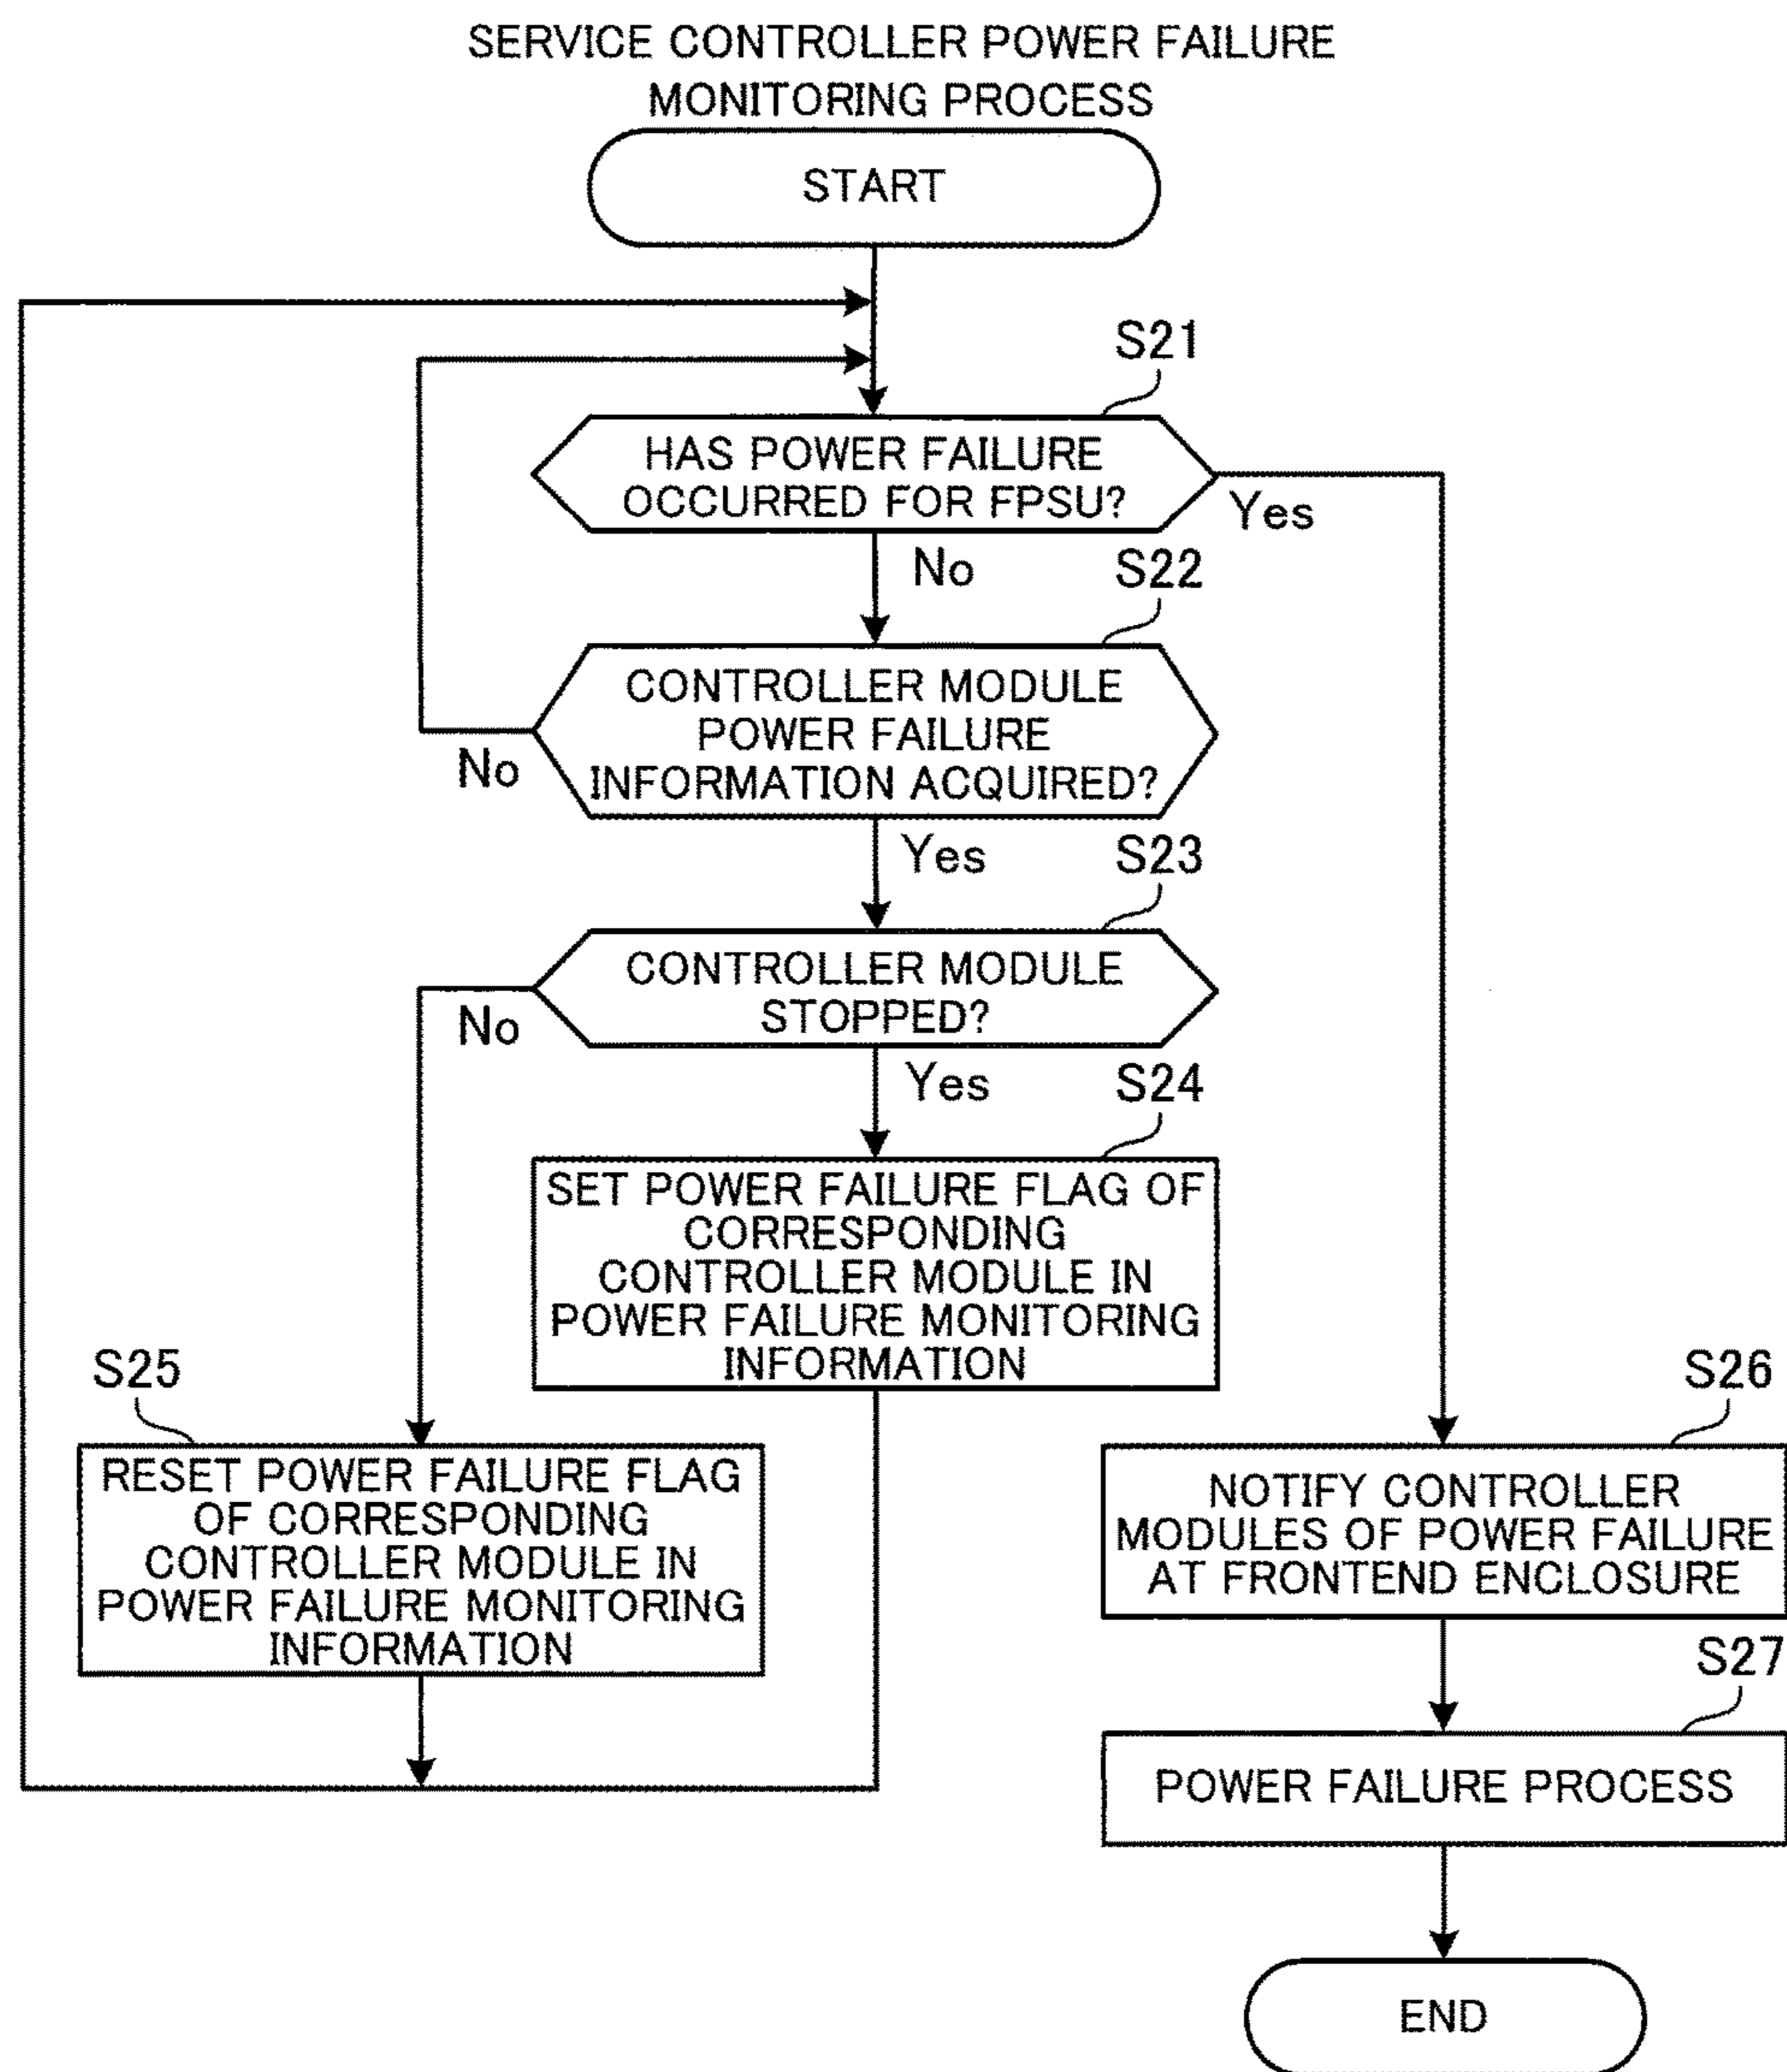 SERVICE CONTROLLER POWER FAILURE
MONITORING PROCESS
START
S21
HAS POWER FAILURE
OCCURRED FOR FPSU?
Yes
No
S22
CONTROLLER MODULE
POWER FAILURE
INFORMATION ACQUIRED?
No
Yes
S23
CONTROLLER MODULE
STOPPED?
No
Yes
S24
SET POWER FAILURE FLAG OF
CORRESPONDING
CONTROLLER MODULE IN
POWER FAILURE MONITORING
INFORMATION
S25
RESET POWER FAILURE FLAG
OF CORRESPONDING
CONTROLLER MODULE IN
POWER FAILURE MONITORING
INFORMATION
S26
NOTIFY CONTROLLER
MODULES OF POWER FAILURE
AT FRONTEND ENCLOSURE
S27
POWER FAILURE PROCESS
END